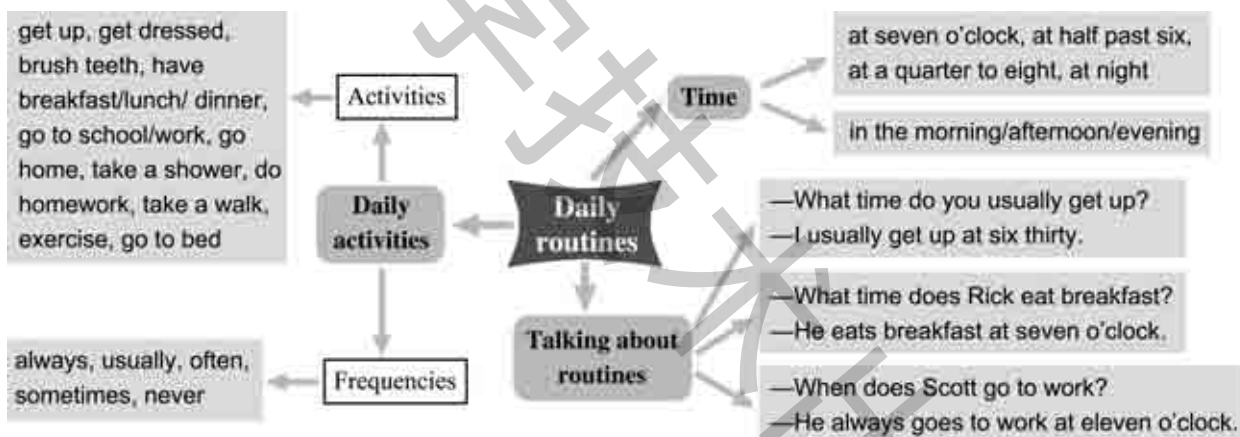 get up, get dressed,
brush teeth, have
breakfast/lunch/ dinner,
go to school/work, go
home, take a shower, do
homework, take a walk,
exercise, go to bed
Activities
Daily
activities
Frequencies
always, usually, often,
sometimes, never
Daily
routines
Time
at seven o'clock, at half past six,
at a quarter to eight, at night
in the morning/afternoon/evening
Talking about
routines
—What time do you usually get up?
—I usually get up at six thirty.
—What time does Rick eat breakfast?
—He eats breakfast at seven o'clock.
—When does Scott go to work?
—He always goes to work at eleven o'clock.